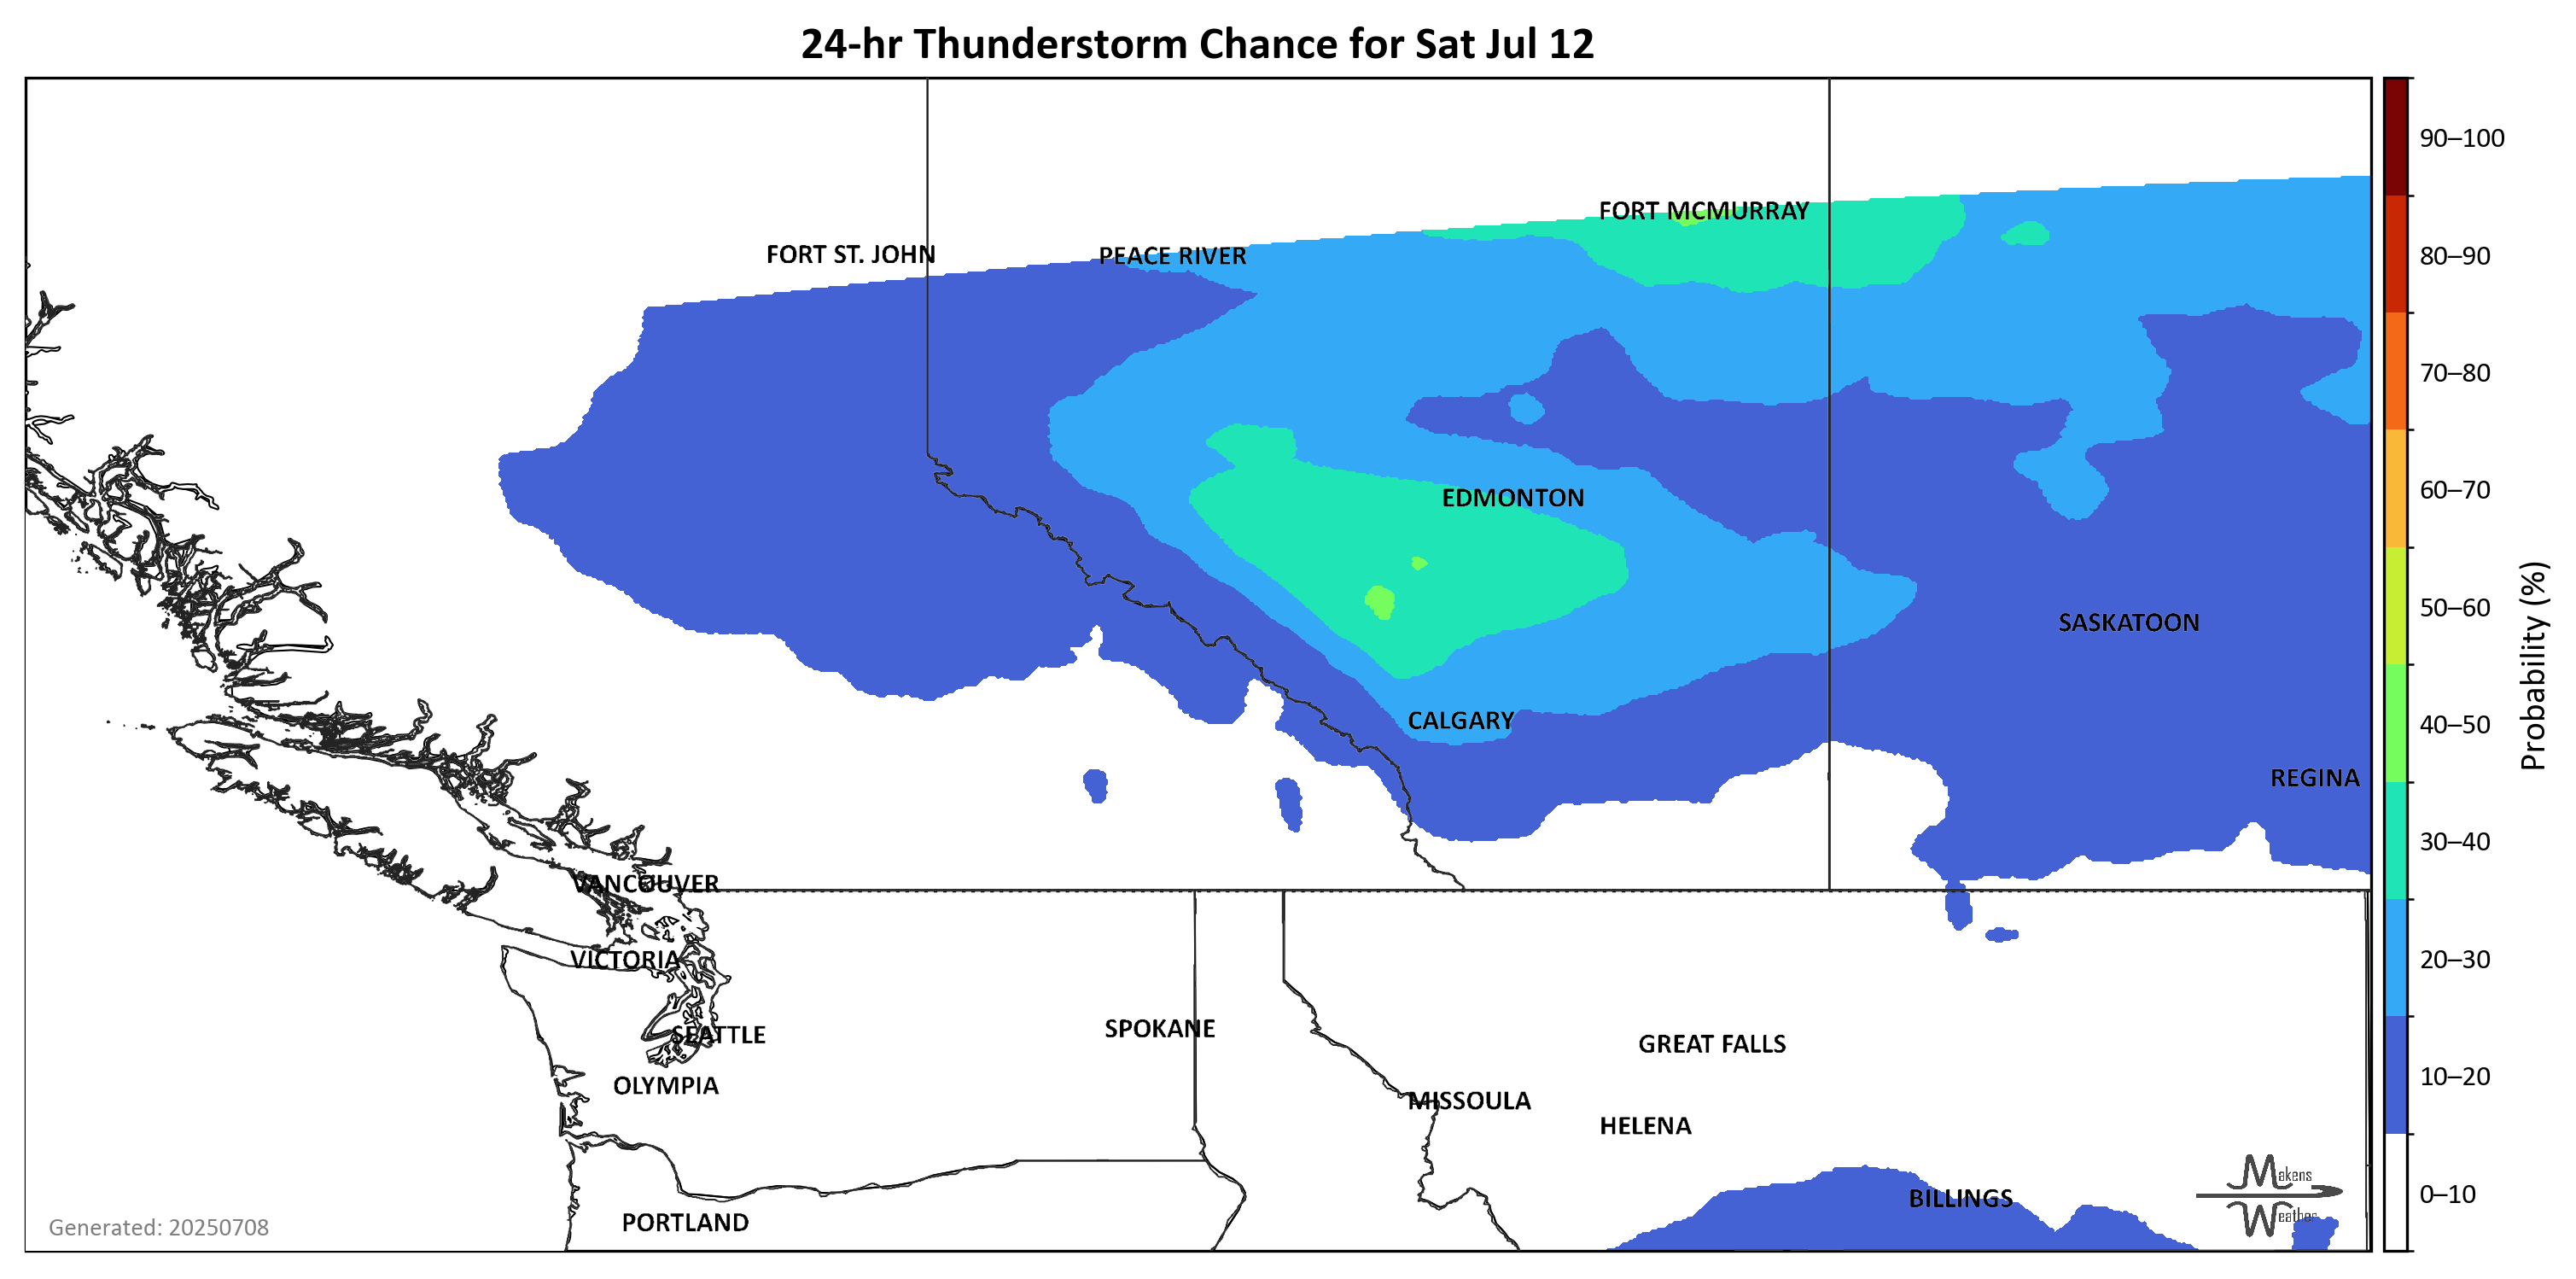 24-hr Thunderstorm Chance for Sat Jul 12
90–100
FORT MCMURRAY
FORT ST. JOHN
PEACE RIVER
80–90
70–80
EDMONTON
60–70
SASKATOON
50–60
CALGARY
40–50
Probability (%)
REGINA
30–40
VANCOUVER
VICTORIA
20–30
SEATTLE
SPOKANE
GREAT FALLS
OLYMPIA
10–20
MISSOULA
HELENA
Makens
Weather
BILLINGS
0–10
PORTLAND
Generated: 20250708